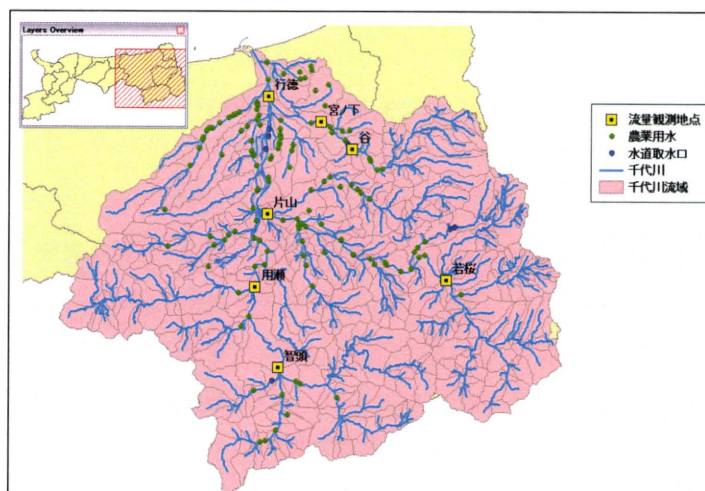 Layers Overview
行徳
宮ノ下
谷
片山
用瀬
若桜
智頭
流量観測地点
農業用水
水道取水口
千代川
千代川流域